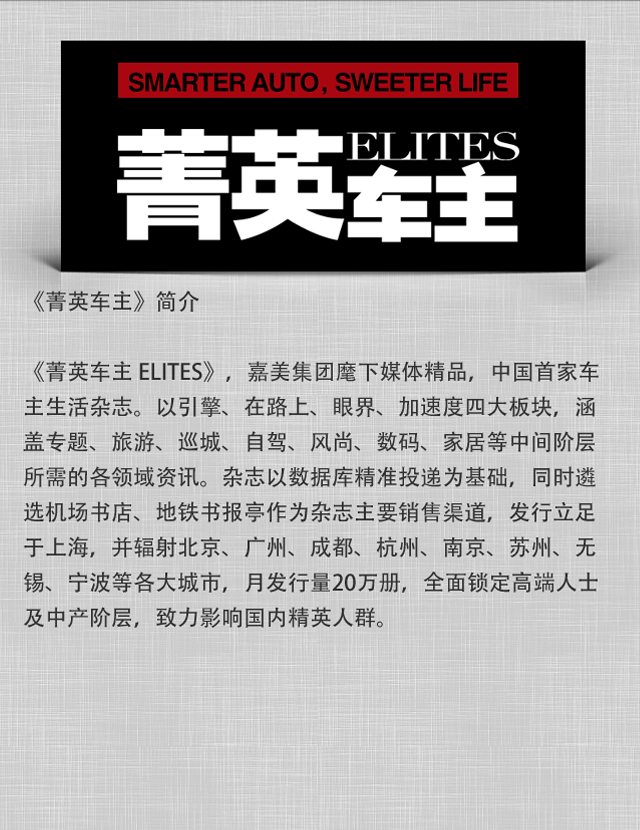 SMARTER AUTO, SWEETER LIFE
菁英车主
ELITES
《菁英车主》简介
《菁英车主 ELITES》，嘉美集团麾下媒体精品，中国首家车
主生活杂志。以引擎、在路上、眼界、加速度四大板块，涵
盖专题、旅游、巡城、自驾、风尚、数码、家居等中间阶层
所需的各领域资讯。杂志以数据库精准投递为基础，同时遴
选机场书店、地铁书报亭作为杂志主要销售渠道，发行立足
于上海，并辐射北京、广州、成都、杭州、南京、苏州、无
锡、宁波等各大城市，月发行量20万册，全面锁定高端人士
及中产阶层，致力影响国内精英人群。